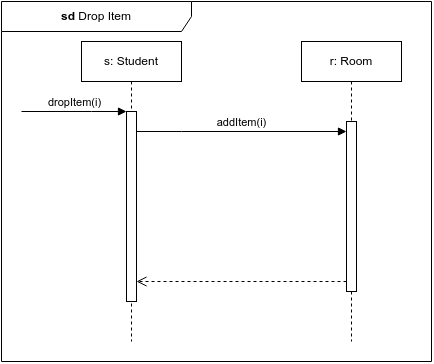 sd Drop Item
s: Student
r: Room
dropItem(i)
addItem(i)